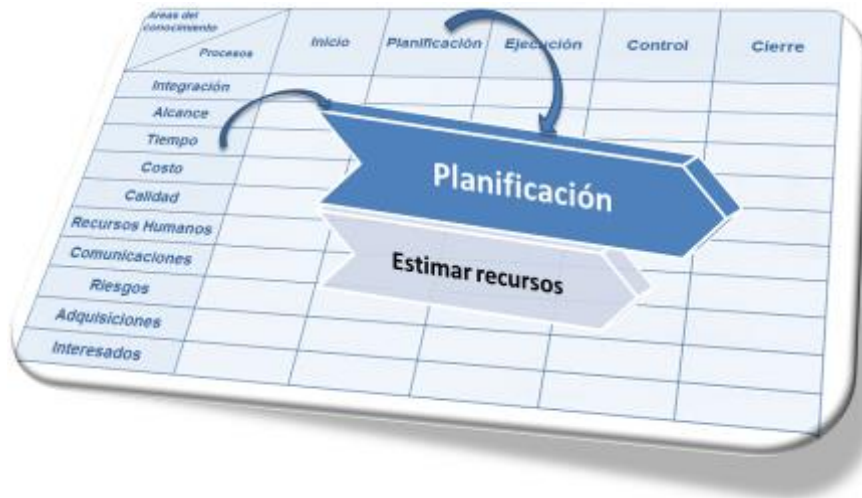 Áreas del
conocimiento
Procesos
Inicio
Planificación
Ejecución
Control
Cierre
Integración
Alcance
Tiempo
Costo
Calidad
Recursos Humanos
Comunicaciones
Riesgos
Adquisiciones
Interesados
Planificación
Estimar recursos